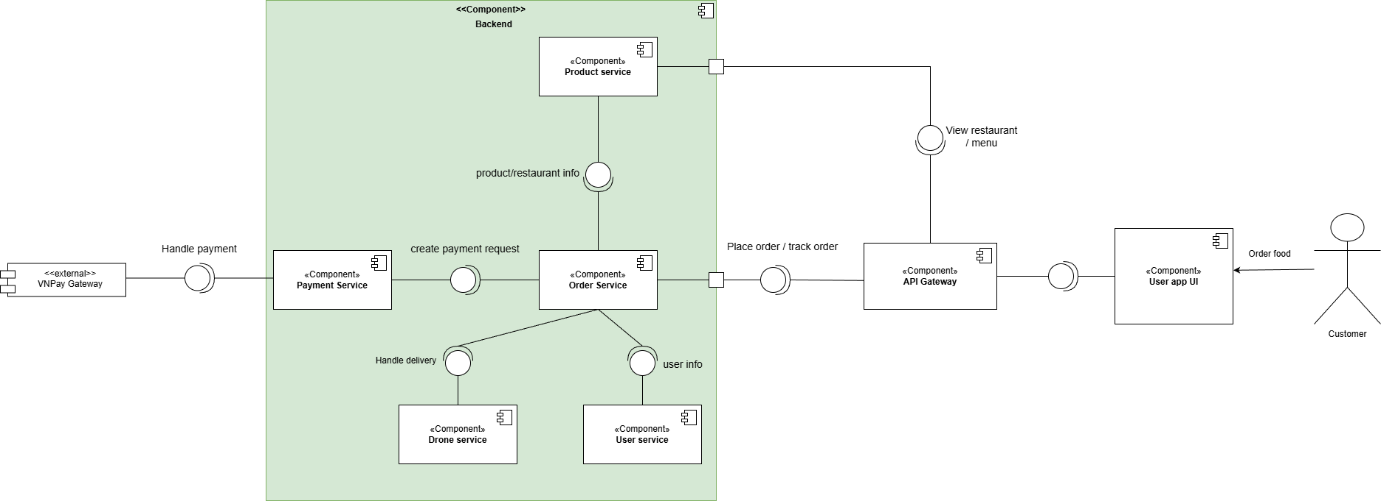 <<Component>>
Backend
«Component»
Product service
View restaurant
/ menu
product/restaurant info
Handle payment
create payment request
Place order / track order
<<external>>
VNPay Gateway
«Component»
Payment Service
«Component»
Order Service
«Component»
API Gateway
«Component»
User app UI
Order food
Customer
Handle delivery
user info
«Component»
Drone service
«Component»
User service